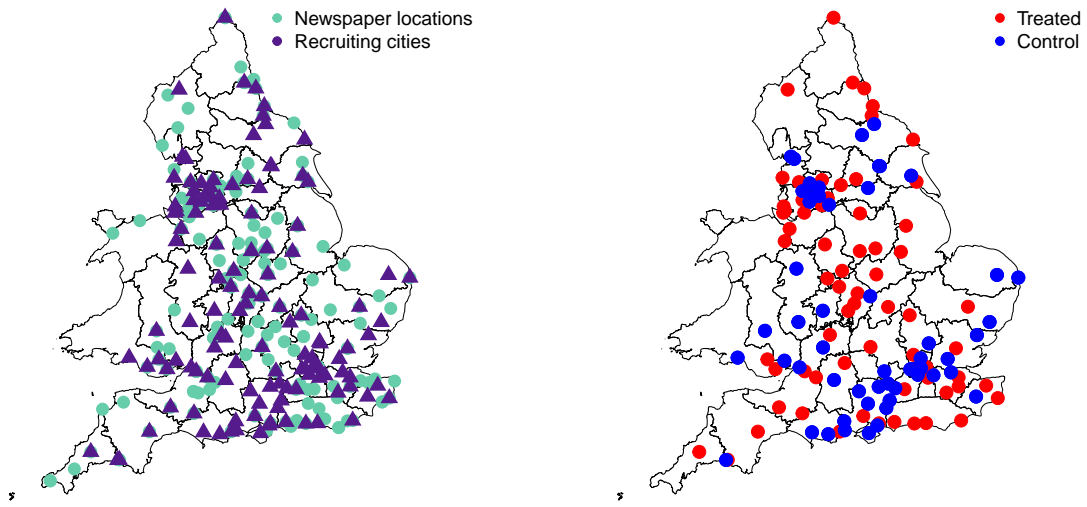 Newspaper locations
Recruiting cities
Treated
Control